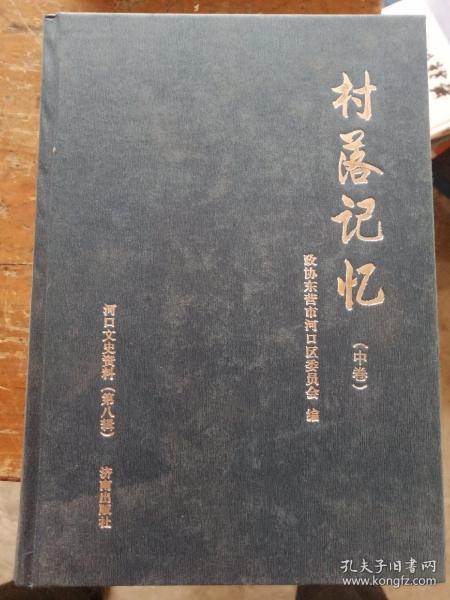 村落记忆
(中卷)
政协东营市河口区委员会 编
河口文史资料(第八辑)
济南出版社
孔夫子旧书网
www.kongfz.com